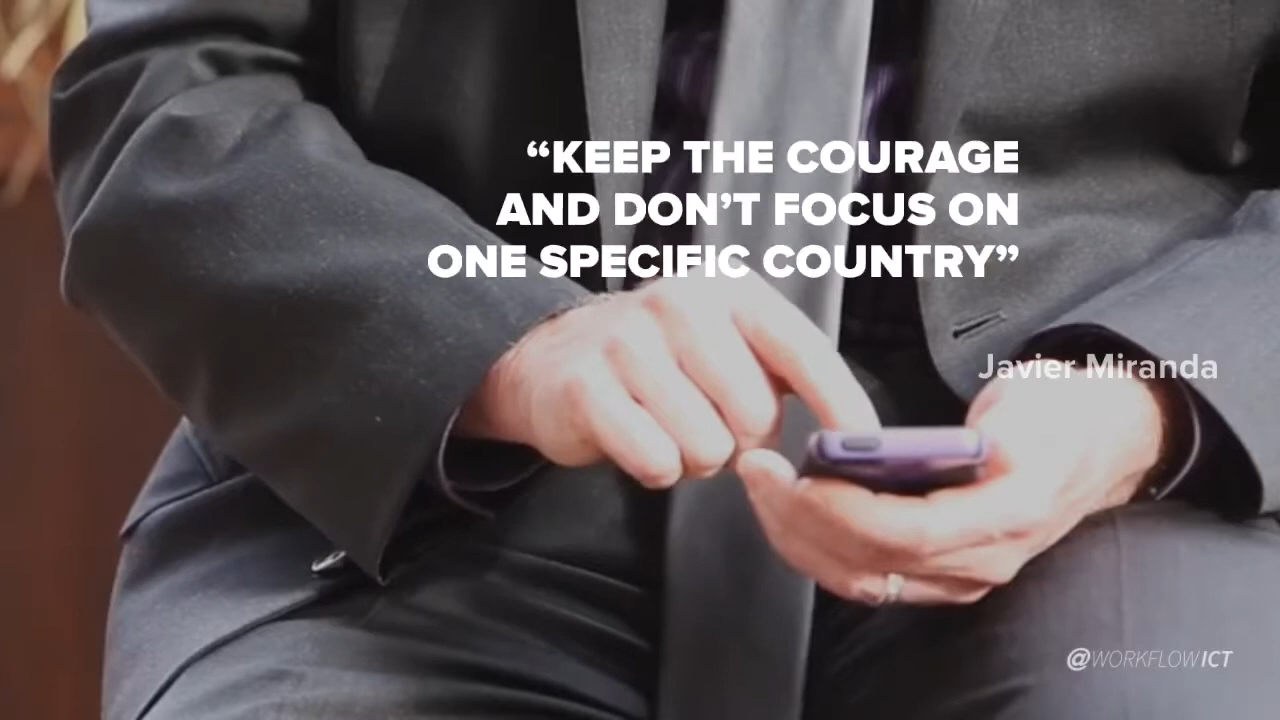 “KEEP THE COURAGE
AND DON’T FOCUS ON
ONE SPECIFIC COUNTRY”
Javier Miranda
@WORKFLOWICT